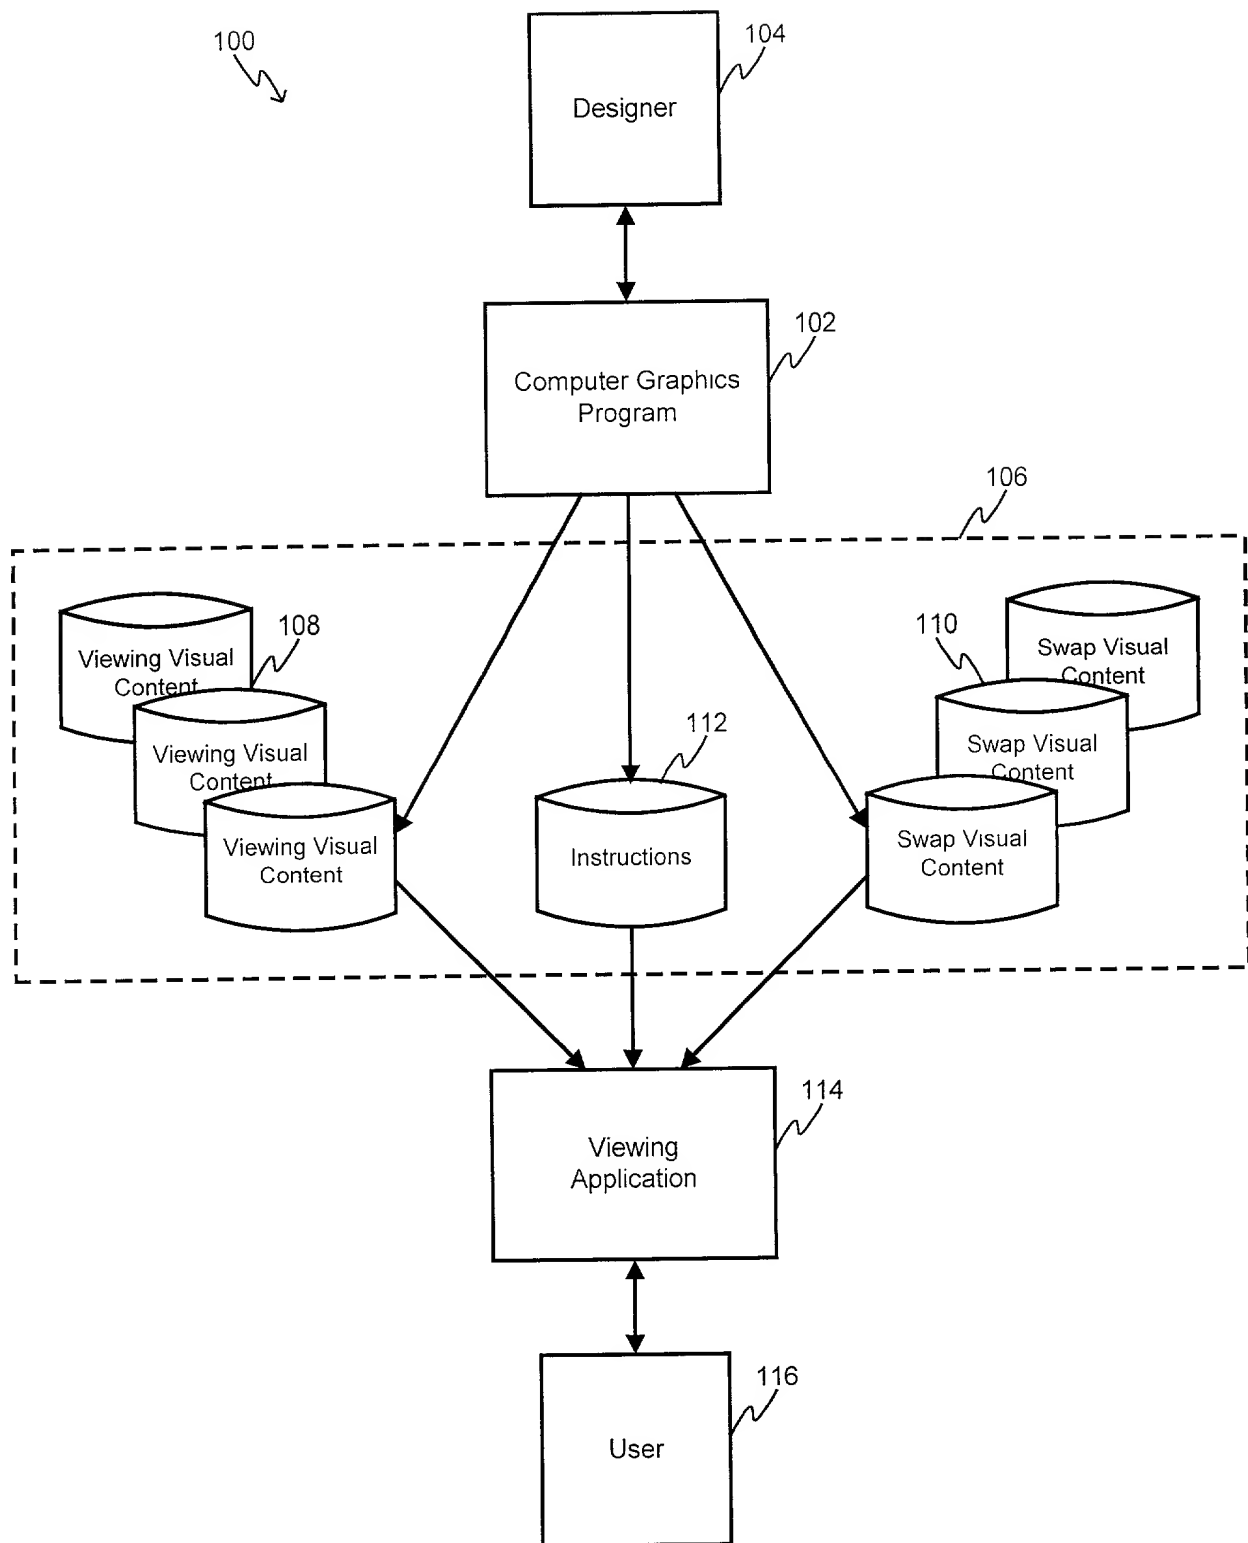 100
104
Designer
102
Computer Graphics
Program
106
Viewing Visual
Content
108
Viewing Visual
Content
Viewing Visual
Content
112
Instructions
110
Swap Visual
Content
Swap Visual
Content
Swap Visual
Content
114
Viewing
Application
116
User